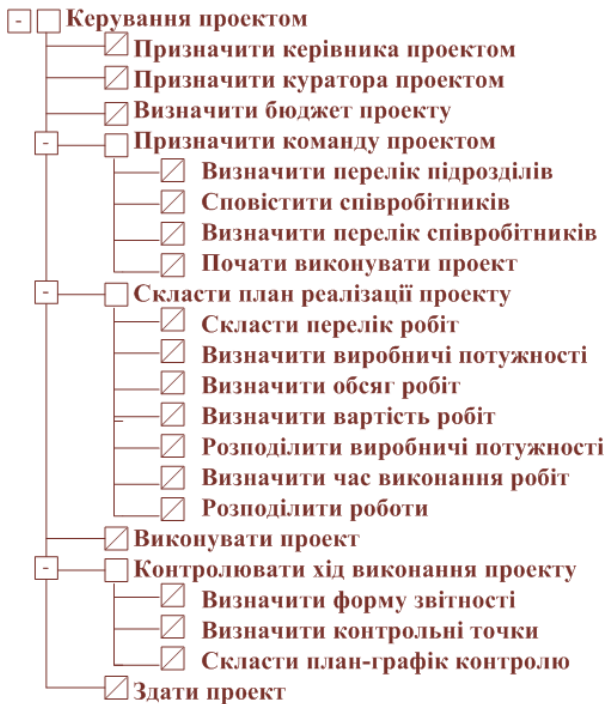 Керування проектом
Призначити керівника проектом
Призначити куратора проектом
Визначити бюджет проекту
Призначити команду проектом
Визначити перелік підрозділів
Сповістити співробітників
Визначити перелік співробітників
Почати виконувати проект
Скласти план реалізації проекту
Скласти перелік робіт
Визначити виробничі потужності
Визначити обсяг робіт
Визначити вартість робіт
Розподілити виробничі потужності
Визначити час виконання робіт
Розподілити роботи
Виконувати проект
Контролювати хід виконання проекту
Визначити форму звітності
Визначити контрольні точки
Скласти план-графік контролю
Здати проект